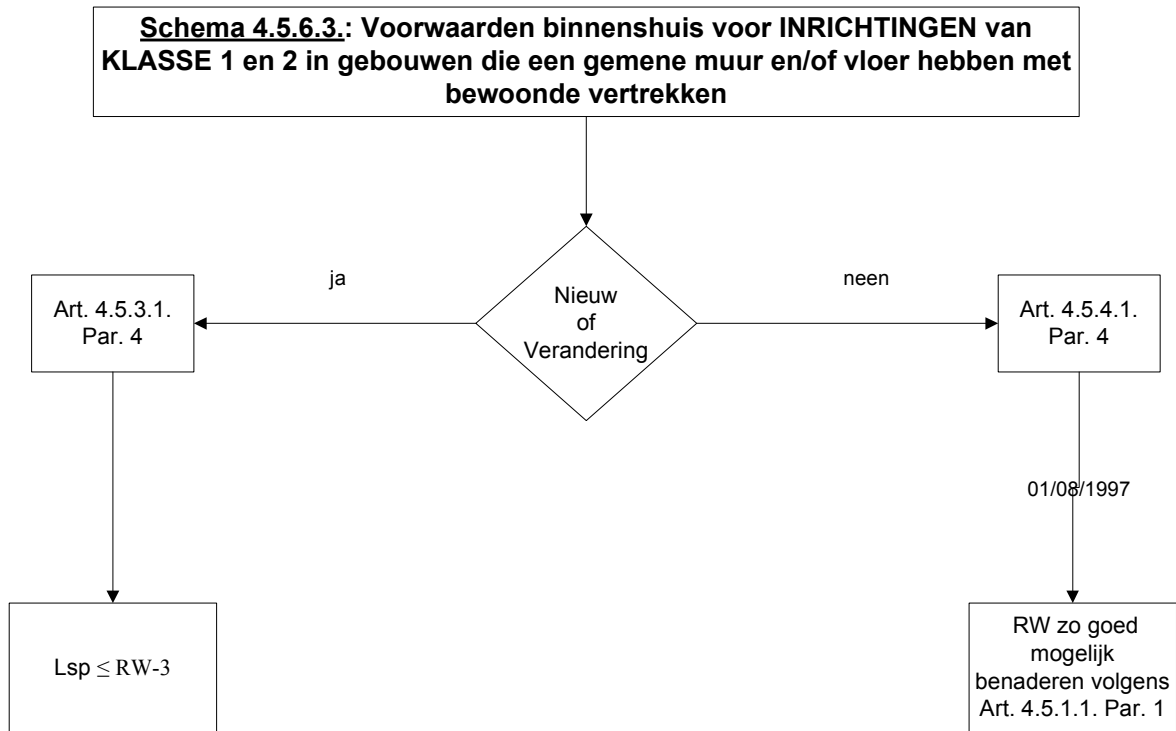 Schema 4.5.6.3.: Voorwaarden binnenshuis voor INRICHTINGEN van
KLASSE 1 en 2 in gebouwen die een gemene muur en/of vloer hebben met
bewoonde vertrekken
ja
neen
Art. 4.5.3.1.
Par. 4
Nieuw
of
Verandering
Art. 4.5.4.1.
Par. 4
01/08/1997
Lsp ≤ RW-3
RW zo goed
mogelijk
benaderen volgens
Art. 4.5.1.1. Par. 1